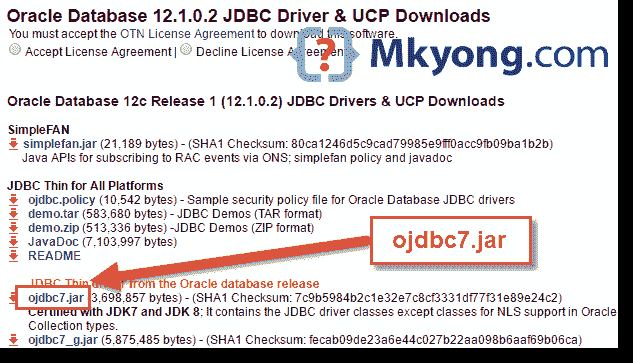 Oracle Database 12.1.0.2 JDBC Driver & UCP Downloads
You must accept the OTN License Agreement to download this software.
Accept License Agreement | Decline License Agreement
Mkyong.com
Oracle Database 12c Release 1 (12.1.0.2) JDBC Drivers & UCP Downloads
SimpleFAN
simplefan.jar (21,189 bytes) - (SHA1 Checksum: 80ca1246d5c9cad79985e9fff0acc9fb09ba1b2b)
Java APIs for subscribing to RAC events via ONS; simplefan policy and javadoc
JDBC Thin for All Platforms
ojdbc.policy (10,542 bytes) - Sample security policy file for Oracle Database JDBC drivers
demo.tar (583,680 bytes) - JDBC Demos (TAR format)
demo.zip (513,336 bytes) -JDBC Demos (ZIP format)
JavaDoc (7,103,997 bytes)
README
ojdbc7.jar
JDBC Thin from the Oracle database release
ojdbc7.jar (3,698,857 bytes) - (SHA1 Checksum: 7c9b5984b2c1e32e7c8cf3331df77f31e89e24c2)
Certified with JDK7 and JDK 8; It contains the JDBC driver classes except classes for NLS support in Oracle
Collection types.
ojdbc7_g.jar (5,875,485 bytes) - (SHA1 Checksum: fecab09de23a6e44c027b22aa098b6aaf69b06ca)